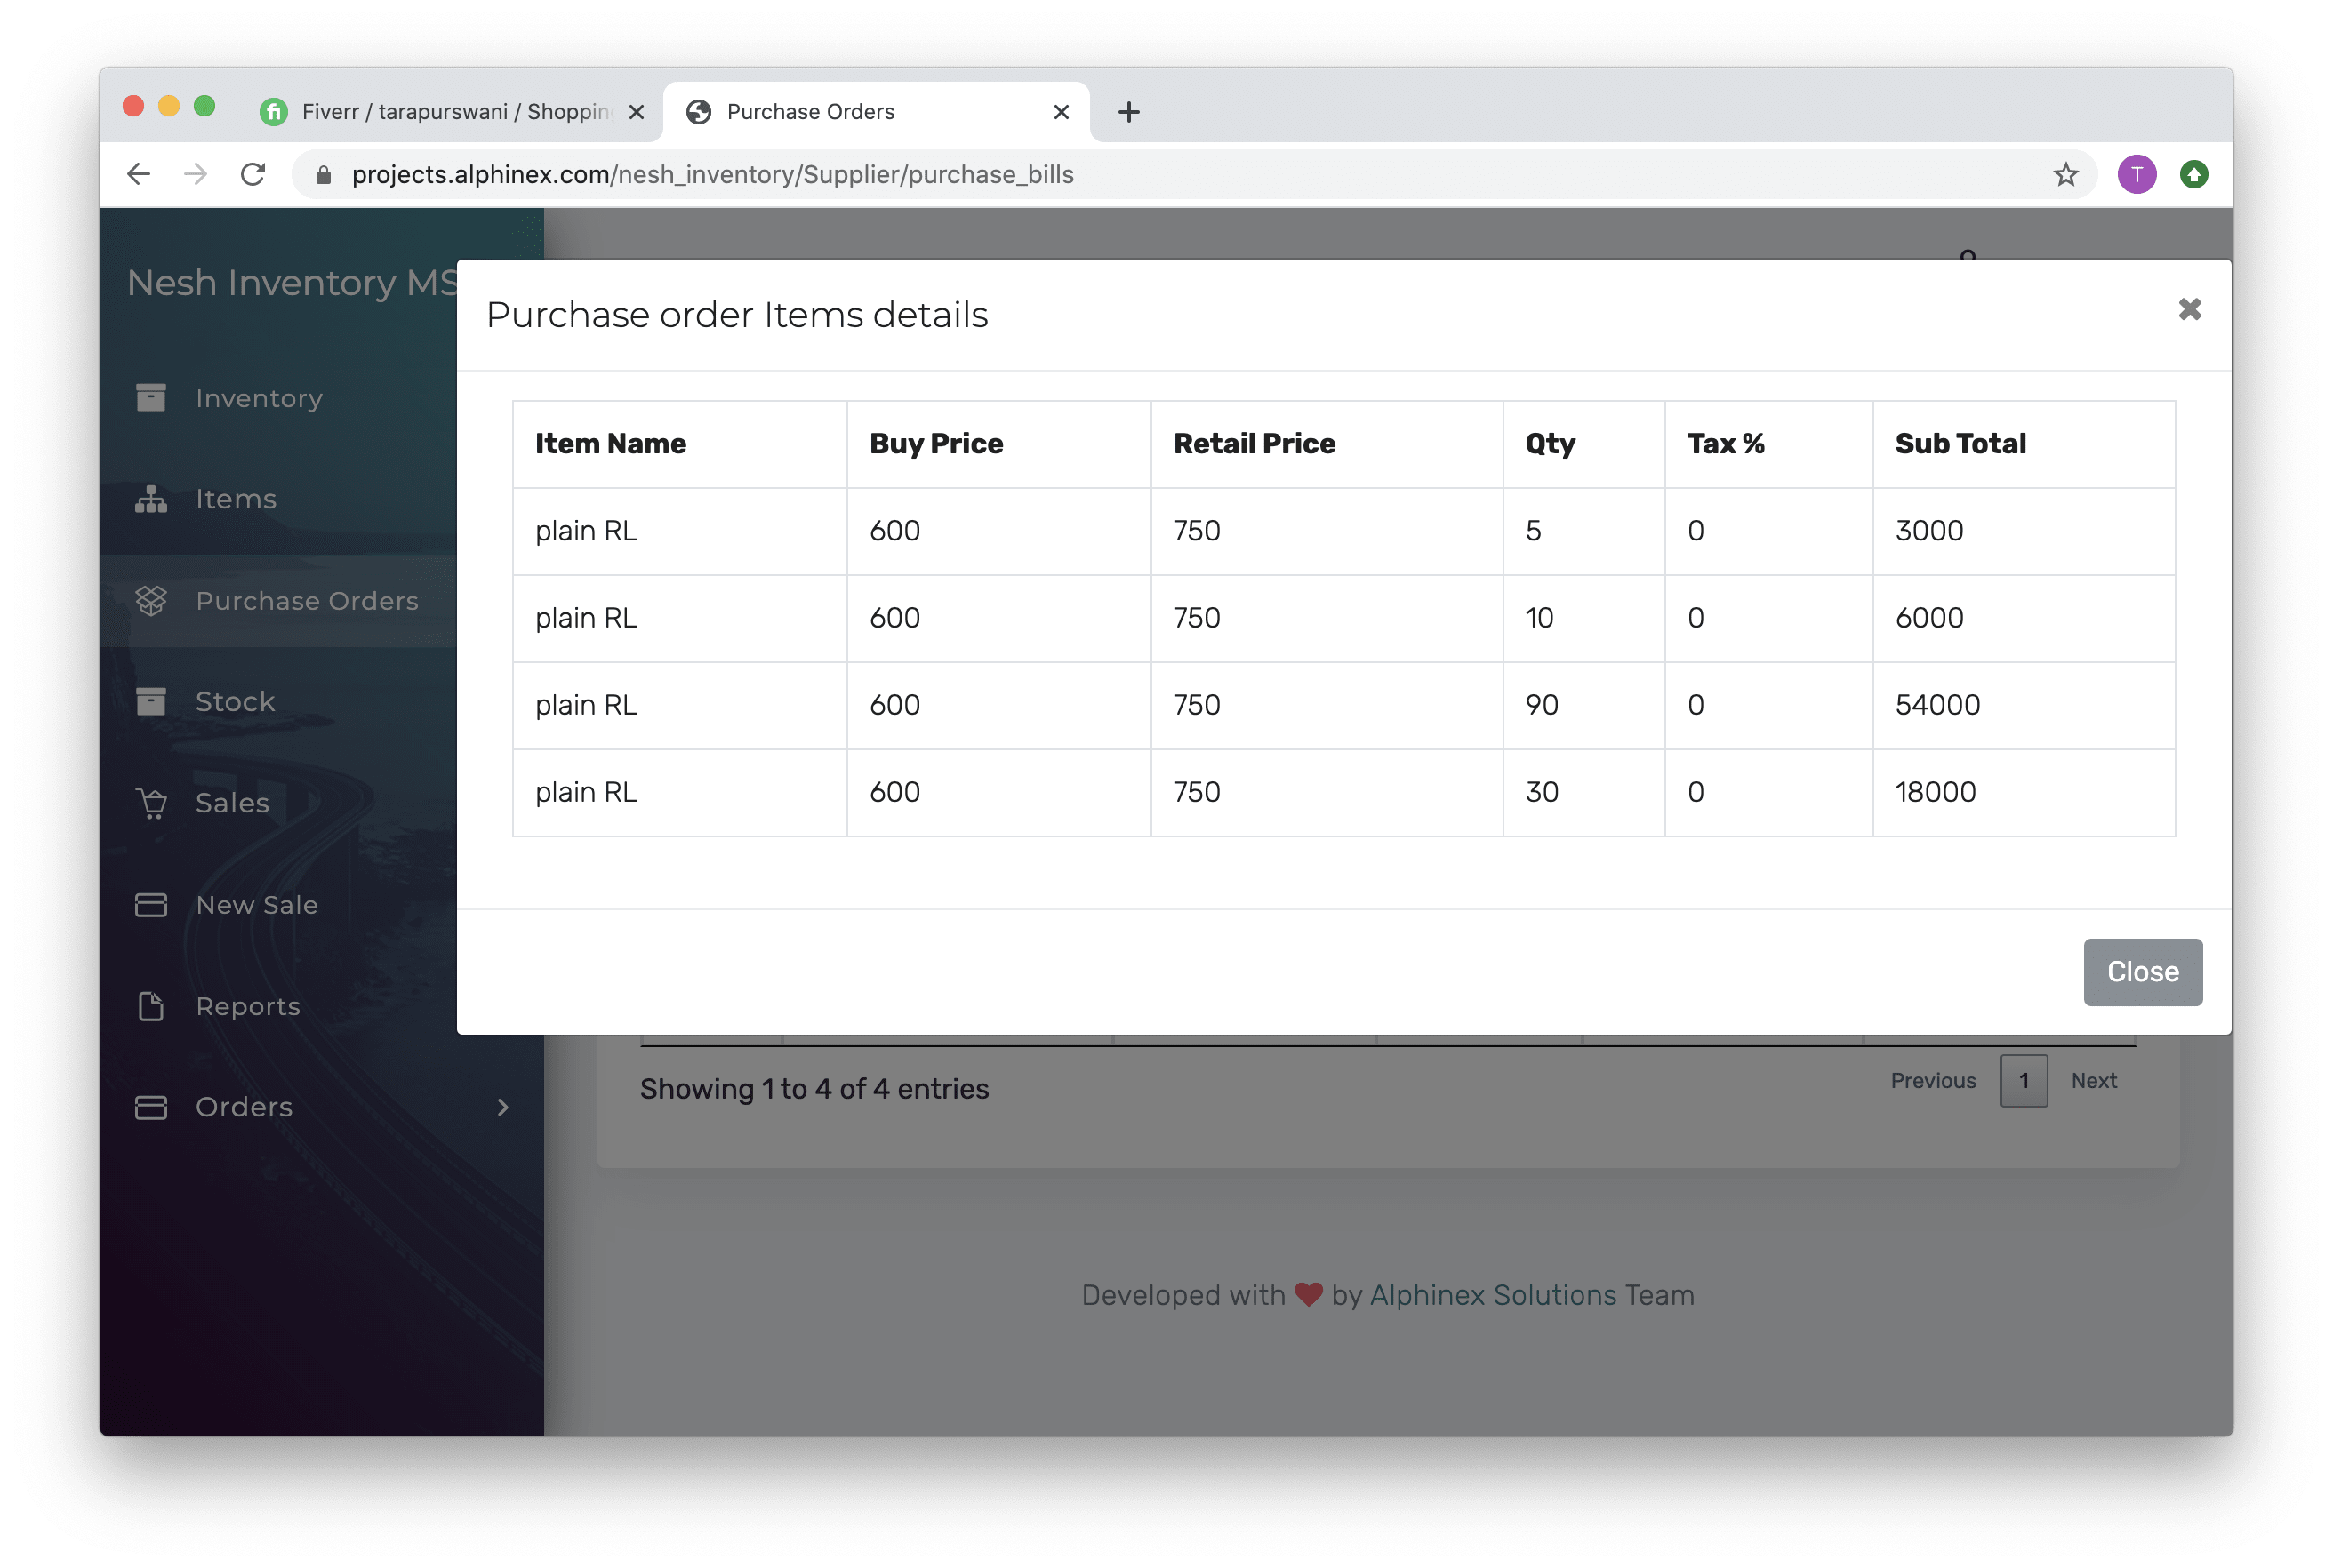 Fiverr / tarapurswani / Shopping
Purchase Orders
projects.alphinex.com/nesh_inventory/Supplier/purchase_bills
T
Nesh Inventory MS
Inventory
Items
Purchase Orders
Stock
Sales
New Sale
Reports
Orders
Purchase order Items details
Item Name Buy Price Retail Price Qty Tax % Sub Total
plain RL 600 750 5 0 3000
plain RL 600 750 10 0 6000
plain RL 600 750 90 0 54000
plain RL 600 750 30 0 18000
Close
Showing 1 to 4 of 4 entries
Previous 1 Next
Developed with ❤ by Alphinex Solutions Team